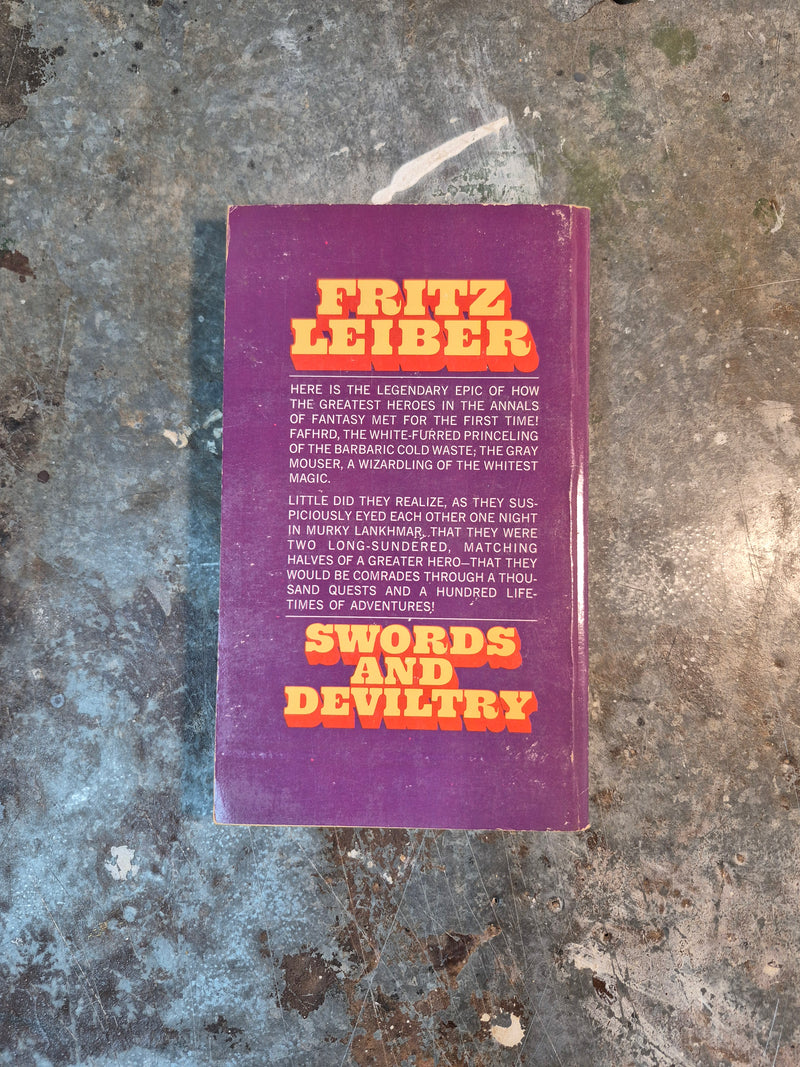 FRITZ
LEIBER
HERE IS THE LEGENDARY EPIC OF HOW
THE GREATEST HEROES IN THE ANNALS
OF FANTASY MET FOR THE FIRST TIME!
FAFHRD, THE WHITE-FURRED PRINCELING
OF THE BARBARIC COLD WASTE; THE GRAY
MOUSER, A WIZARDLING OF THE WHITEST
MAGIC.
LITTLE DID THEY REALIZE, AS THEY SUS-
PICIOUSLY EYED EACH OTHER ONE NIGHT
IN MURKY LANKHMAR, THAT THEY WERE
TWO LONG-SUNDERED, MATCHING
HALVES OF A GREATER HERO—THAT THEY
WOULD BE COMRADES THROUGH A THOU-
SAND QUESTS AND A HUNDRED LIFE-
TIMES OF ADVENTURES!
SWORDS
AND
DEVILTRY